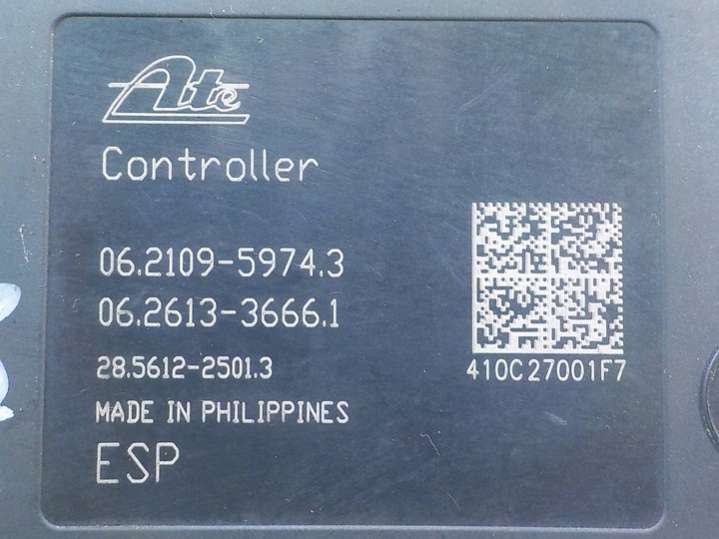 Ate
Controller
06.2109-5974.3
06.2613-3666.1
28.5612-2501.3
410C27001F7
MADE IN PHILIPPINES
ESP